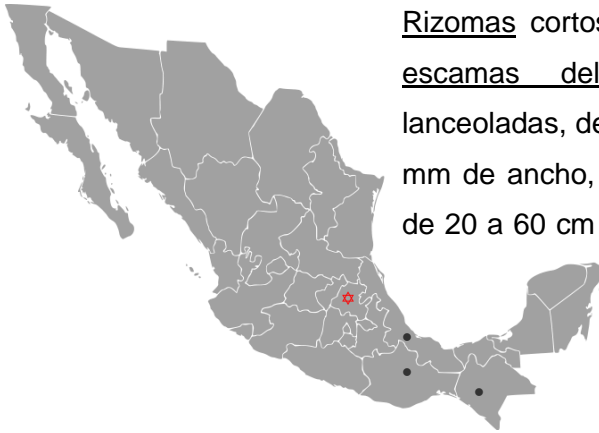 Rizomas cortos
escamas del
lanceoladas, de
mm de ancho,
de 20 a 60 cm